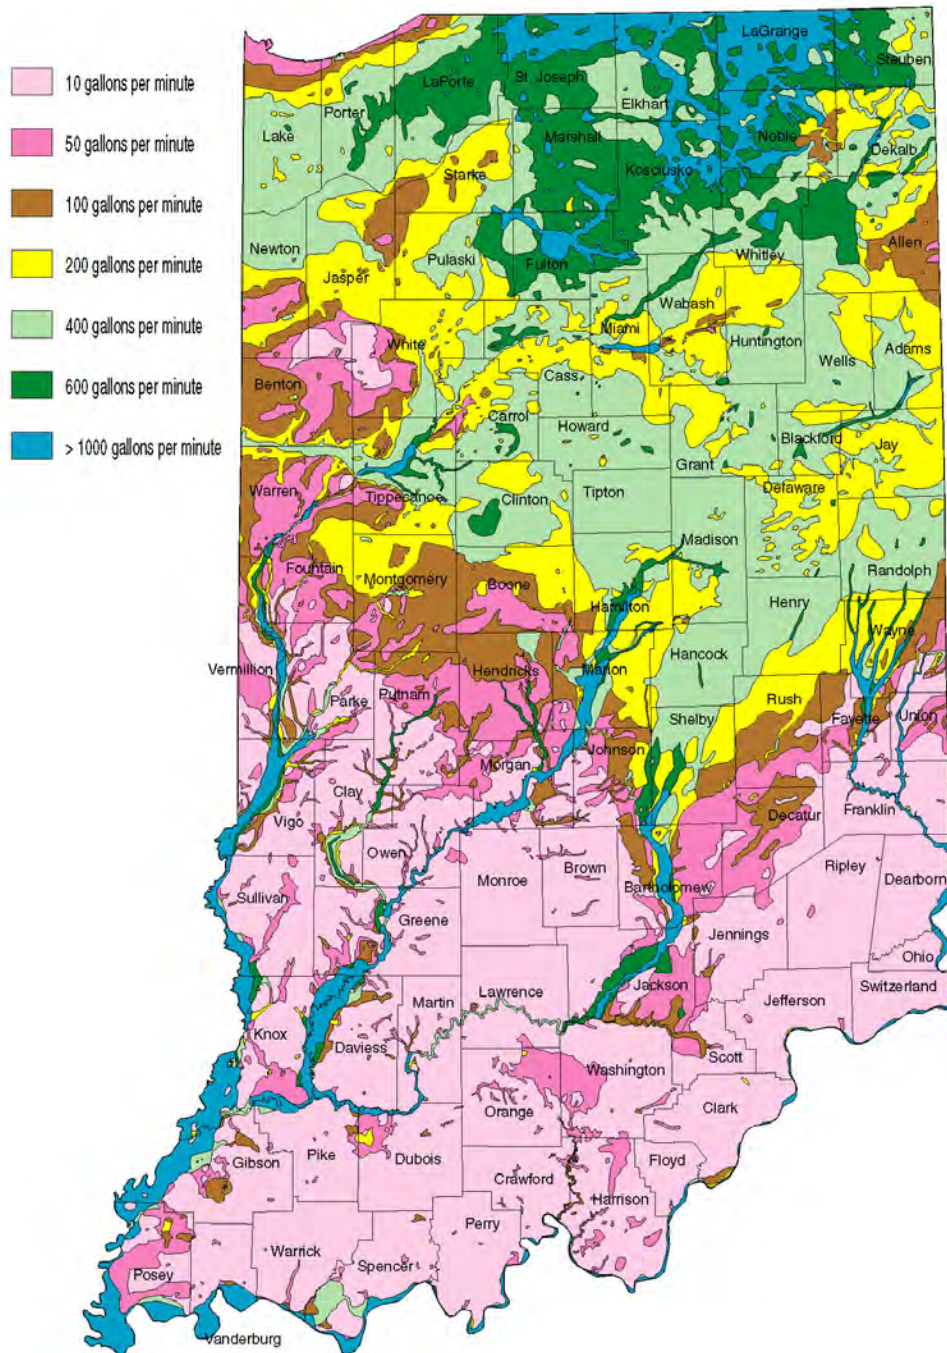 10 gallons per minute
50 gallons per minute
100 gallons per minute
200 gallons per minute
400 gallons per minute
600 gallons per minute
> 1000 gallons per minute
LaGrange
Steuben
LaPorte
St. Joseph
Elkhart
Porter
Lake
Marshall
Noble
Dekalb
Starke
Kosciusko
Newton
Allen
Pulaski
Fulton
Whitley
Jasper
Wabash
Miami
White
Huntington
Adams
Wells
Benton
Cass
Carrol
Howard
Blackford
Jay
Grant
Warren
Tippecanoe
Clinton
Tipton
Delaware
Madison
Fountain
Montgomery
Boone
Randolph
Hamilton
Henry
Wayne
Vermillion
Hendricks
Marion
Hancock
Parke
Putnam
Rush
Fayette
Union
Shelby
Johnson
Morgan
Clay
Vigo
Franklin
Decatur
Owen
Brown
Ripley
Monroe
Dearborn
Bartholomew
Sullivan
Greene
Jennings
Ohio
Jackson
Switzerland
Lawrence
Martin
Jefferson
Knox
Daviess
Scott
Washington
Orange
Clark
Pike
Dubois
Floyd
Gibson
Crawford
Harrison
Perry
Warrick
Spencer
Posey
Vanderburg